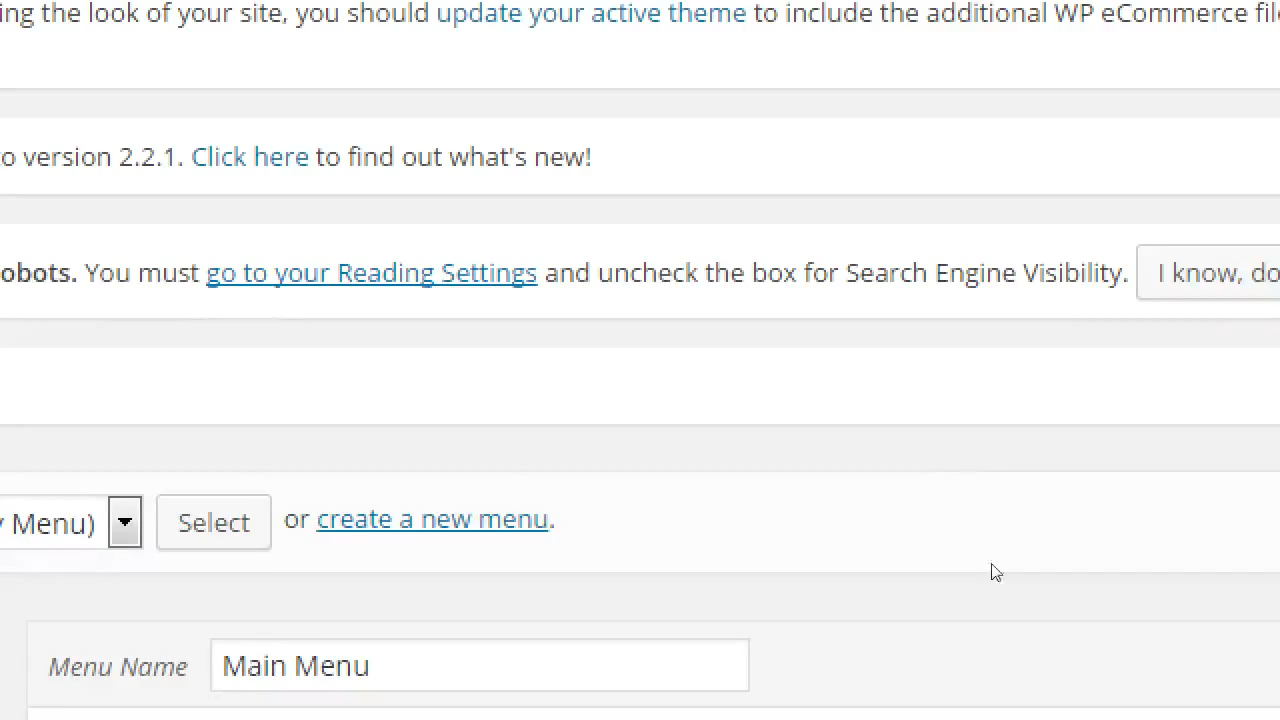 ing the look of your site, you should update your active theme to include the additional WP eCommerce file
o version 2.2.1. Click here to find out what's new!
obots. You must go to your Reading Settings and uncheck the box for Search Engine Visibility. I know, do
y Menu) Select or create a new menu.
Menu Name Main Menu